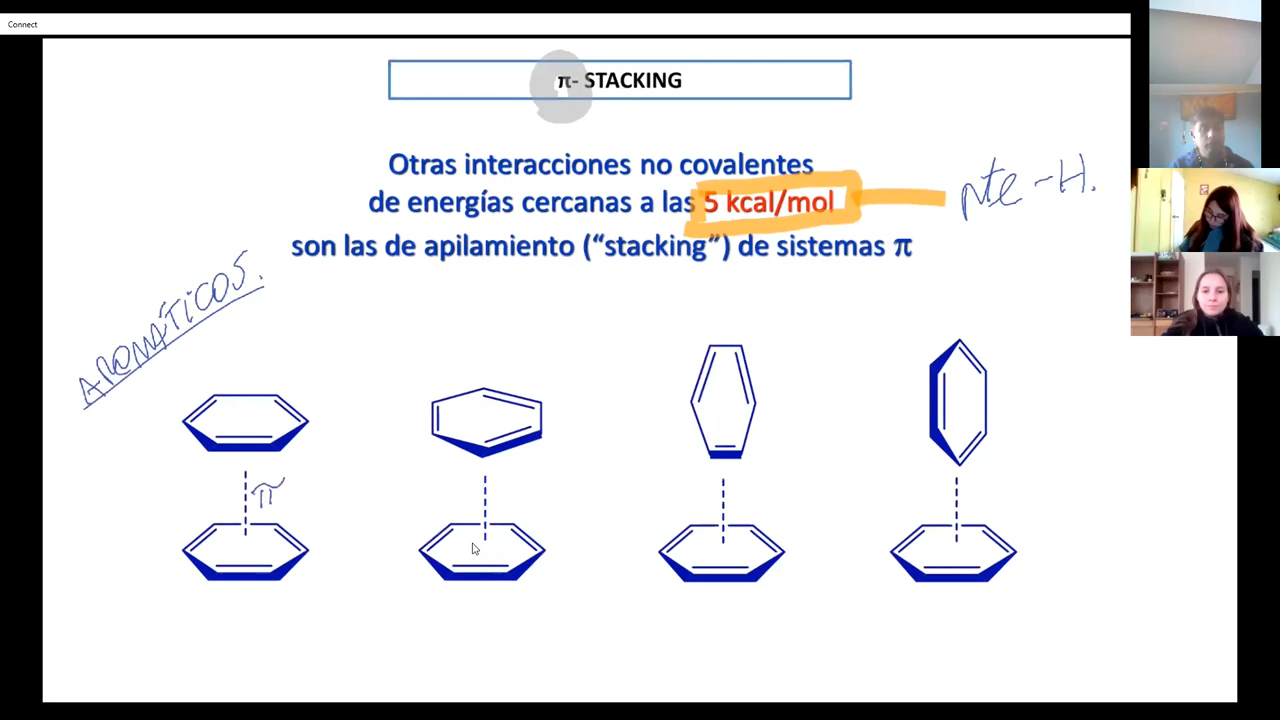 Connect
π- STACKING
Otras interacciones no covalentes
de energías cercanas a las 5 kcal/mol
pte -H.
son las de apilamiento (“stacking”) de sistemas π
AROMÁTICOS.
π